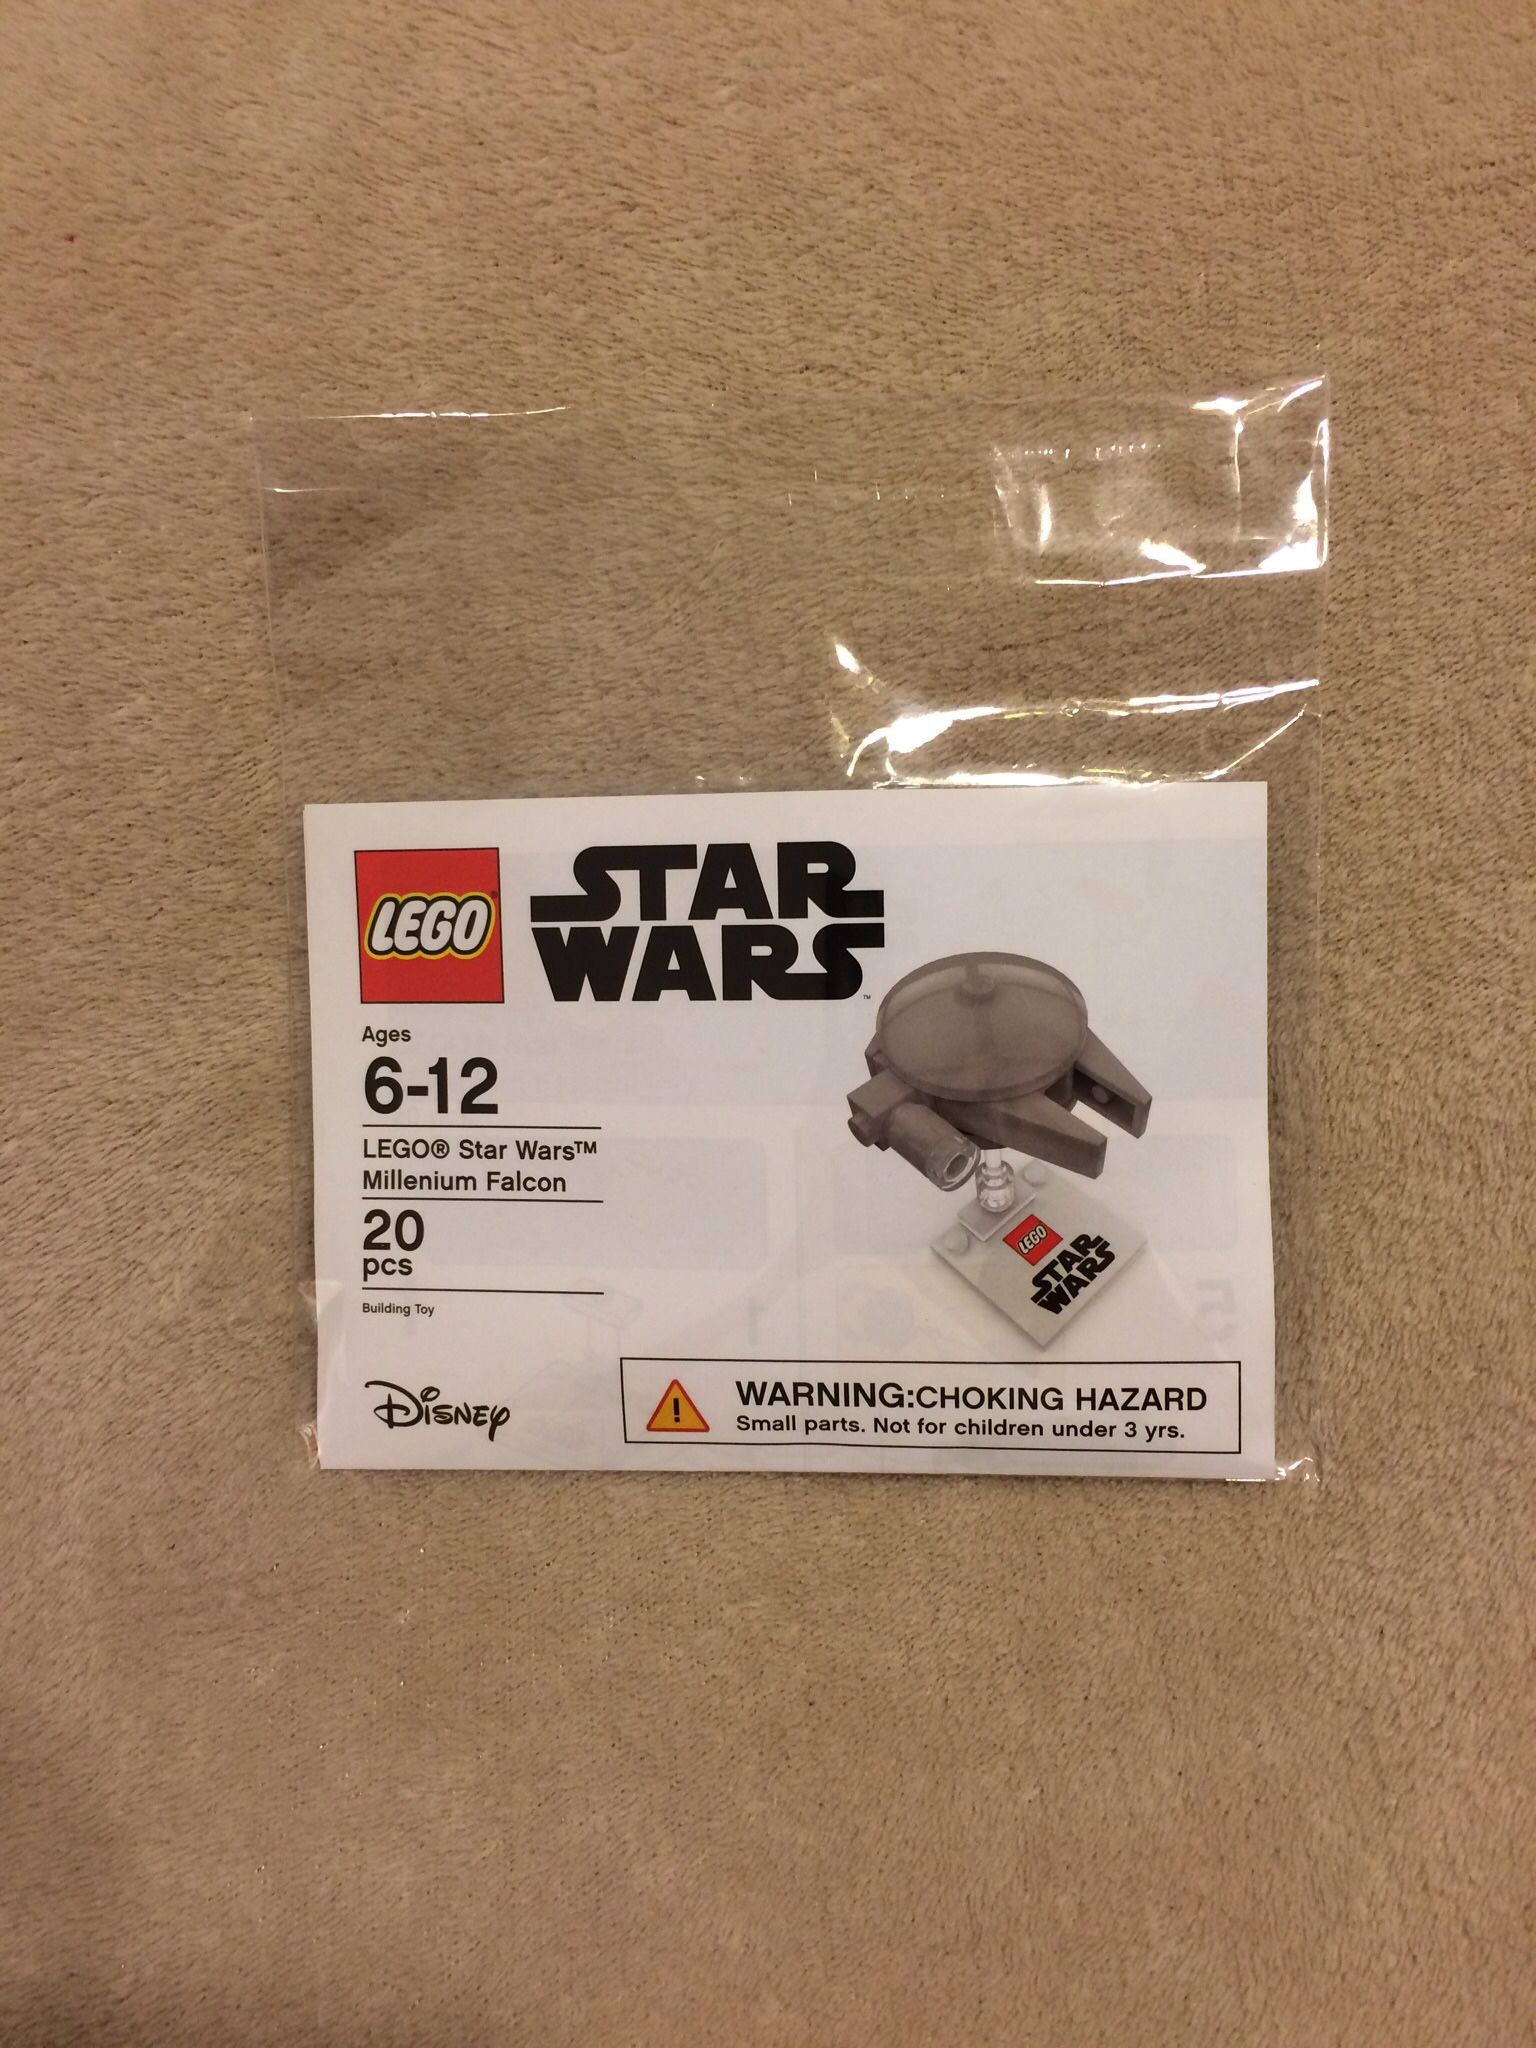 LEGO®
STAR
WARS™
Ages
6-12
LEGO® Star Wars™
Millenium Falcon
20
pcs
Building Toy
LEGO
STAR
WARS
Disney
WARNING:CHOKING HAZARD
Small parts. Not for children under 3 yrs.